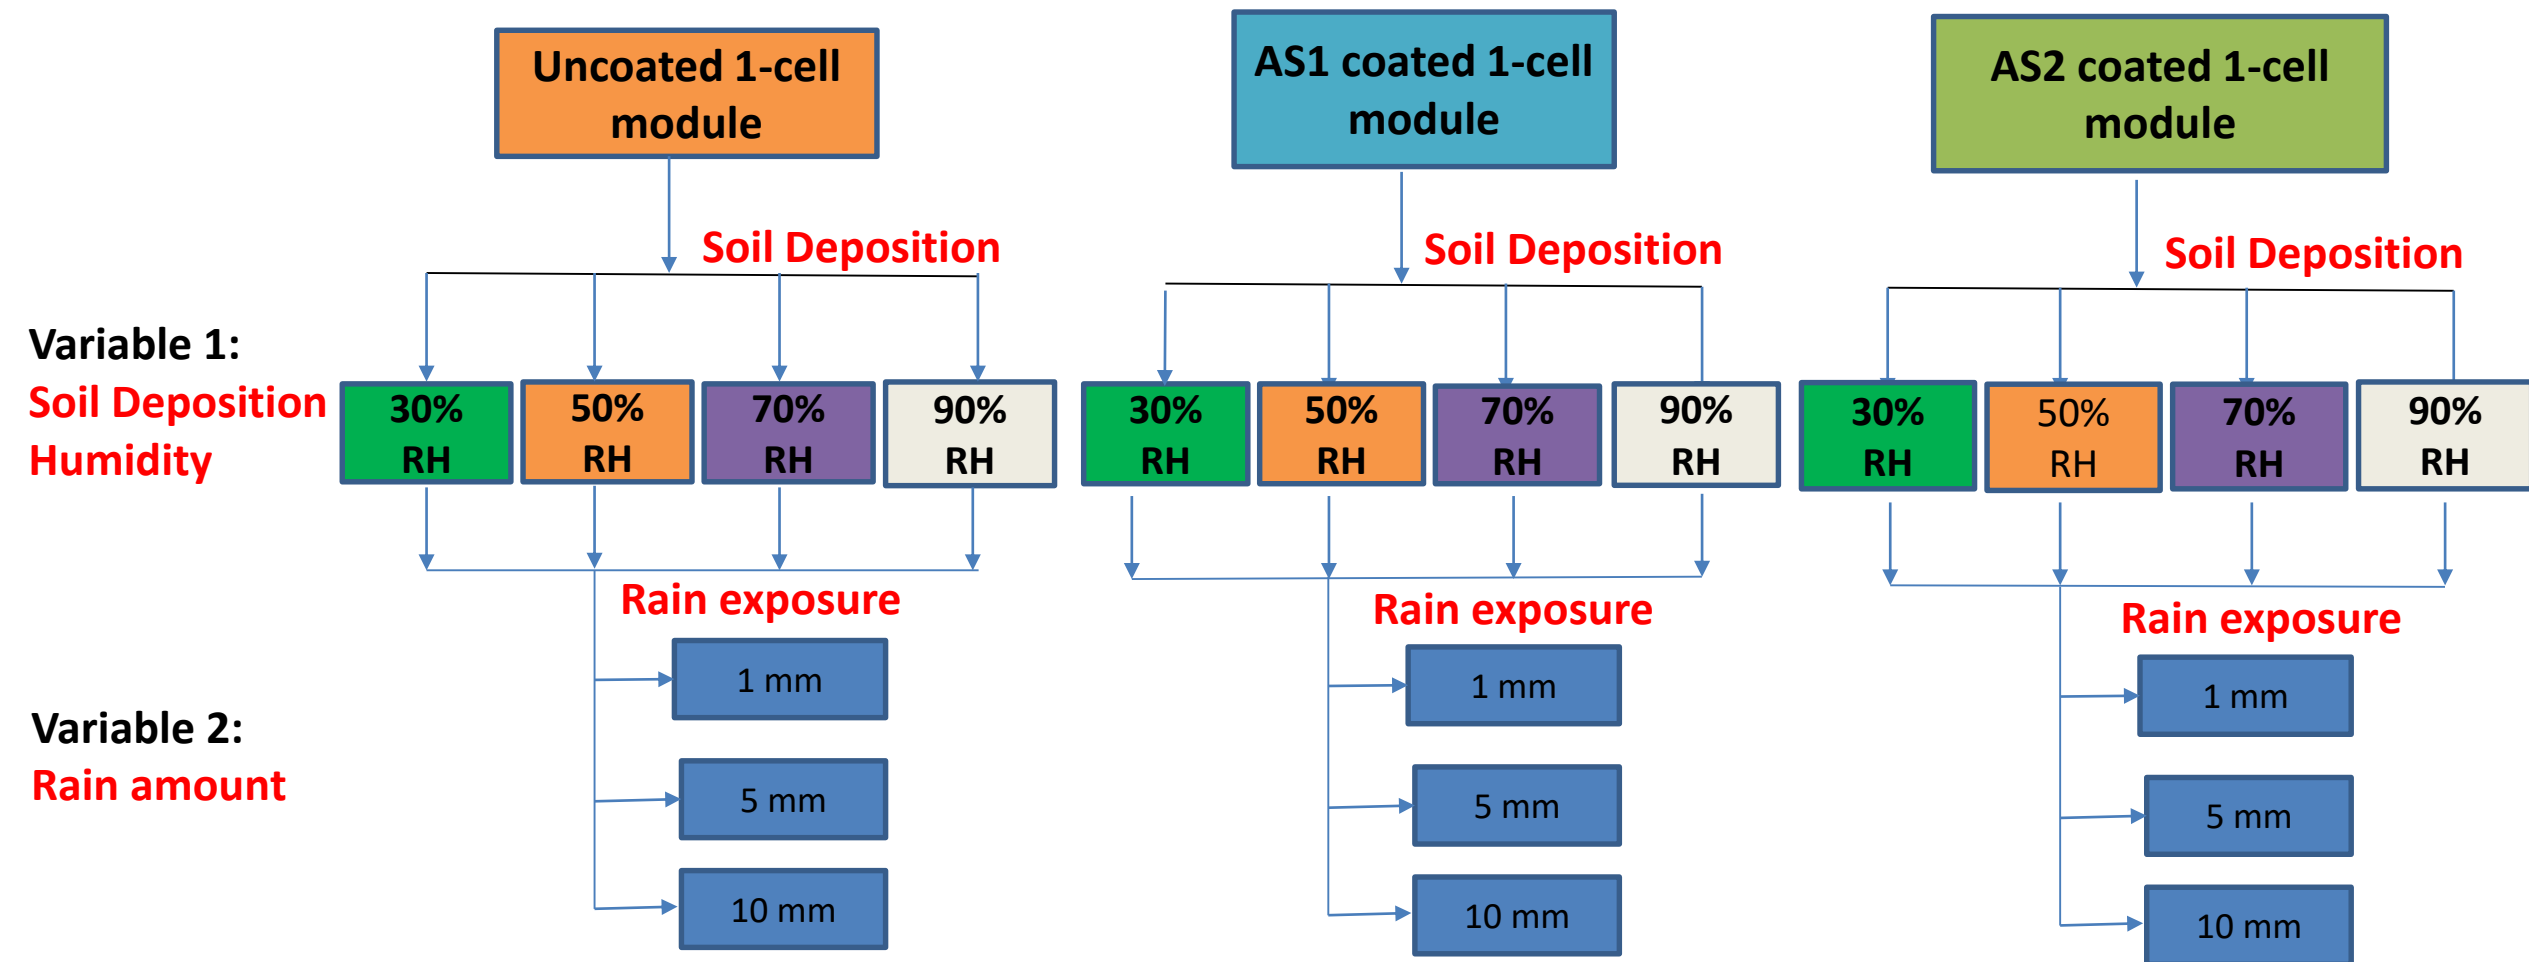 Uncoated 1-cell
module
AS1 coated 1-cell
module
AS2 coated 1-cell
module
Soil Deposition
Soil Deposition
Soil Deposition
Variable 1:
Soil Deposition
Humidity
30%
RH
50%
RH
70%
RH
90%
RH
30%
RH
50%
RH
70%
RH
90%
RH
30%
RH
50%
RH
70%
RH
90%
RH
Rain exposure
Rain exposure
Rain exposure
Variable 2:
Rain amount
1 mm
5 mm
10 mm
1 mm
5 mm
10 mm
1 mm
5 mm
10 mm